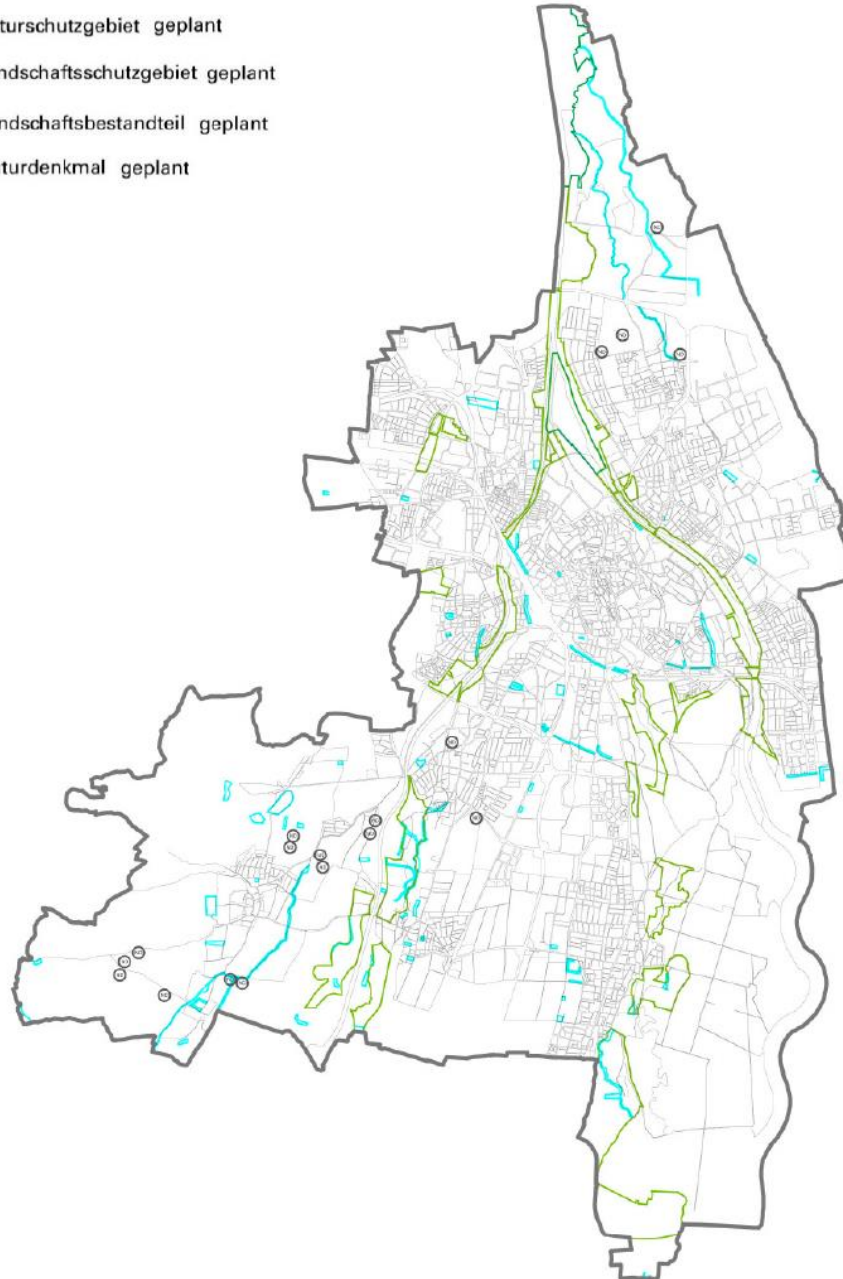 turschutzgebiet geplant
ndschaftsschutzgebiet geplant
ndschaftsbestandteil geplant
turdenkmal geplant